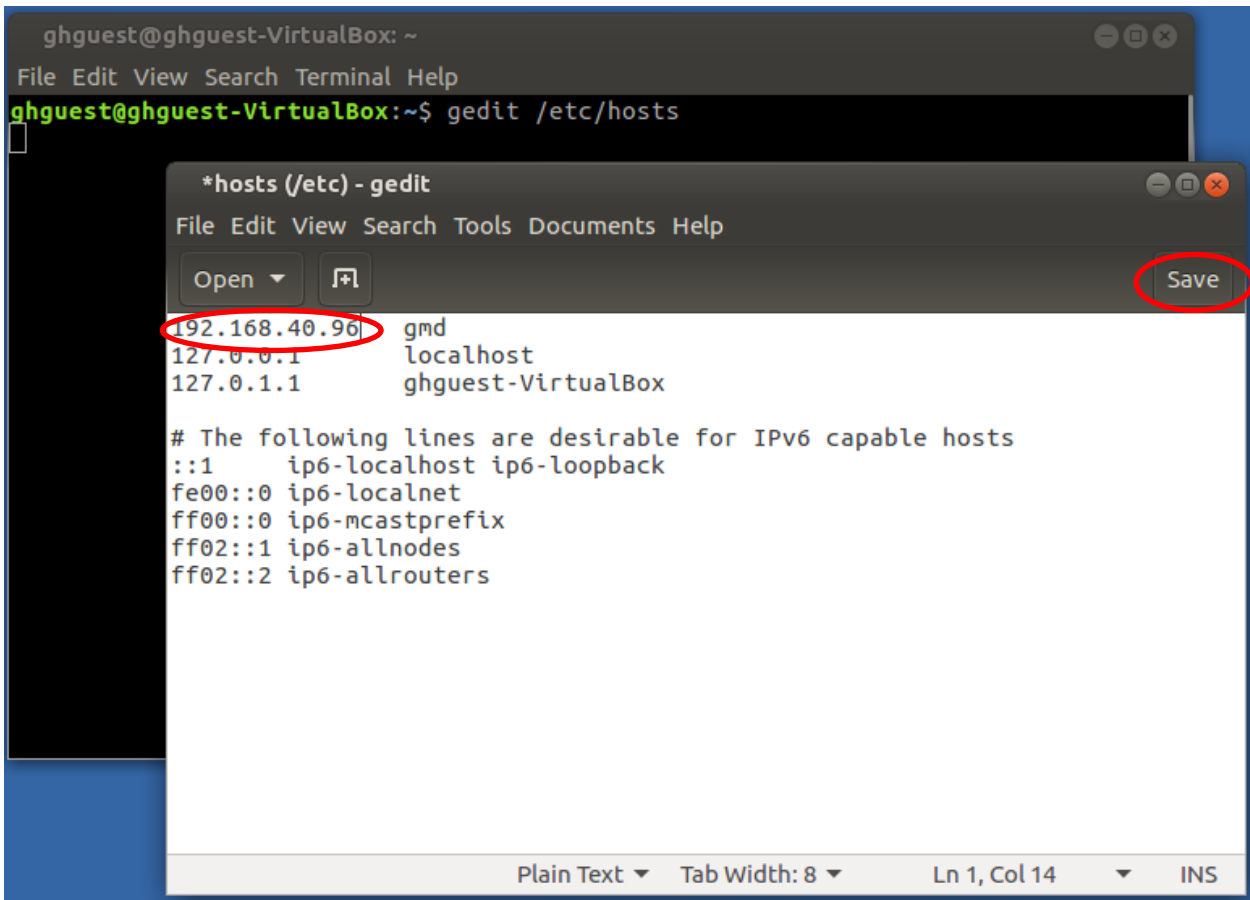 ghguest@ghguest-VirtualBox: ~
File Edit View Search Terminal Help
ghguest@ghguest-VirtualBox:~$ gedit /etc/hosts
*hosts (/etc) - gedit
File Edit View Search Tools Documents Help
Open Save
192.168.40.96 gmd
127.0.0.1 localhost
127.0.1.1 ghguest-VirtualBox
# The following lines are desirable for IPv6 capable hosts
::1 ip6-localhost ip6-loopback
fe00::0 ip6-localnet
ff00::0 ip6-mcastprefix
ff02::1 ip6-allnodes
ff02::2 ip6-allrouters
Plain Text Tab Width: 8 Ln 1, Col 14 INS